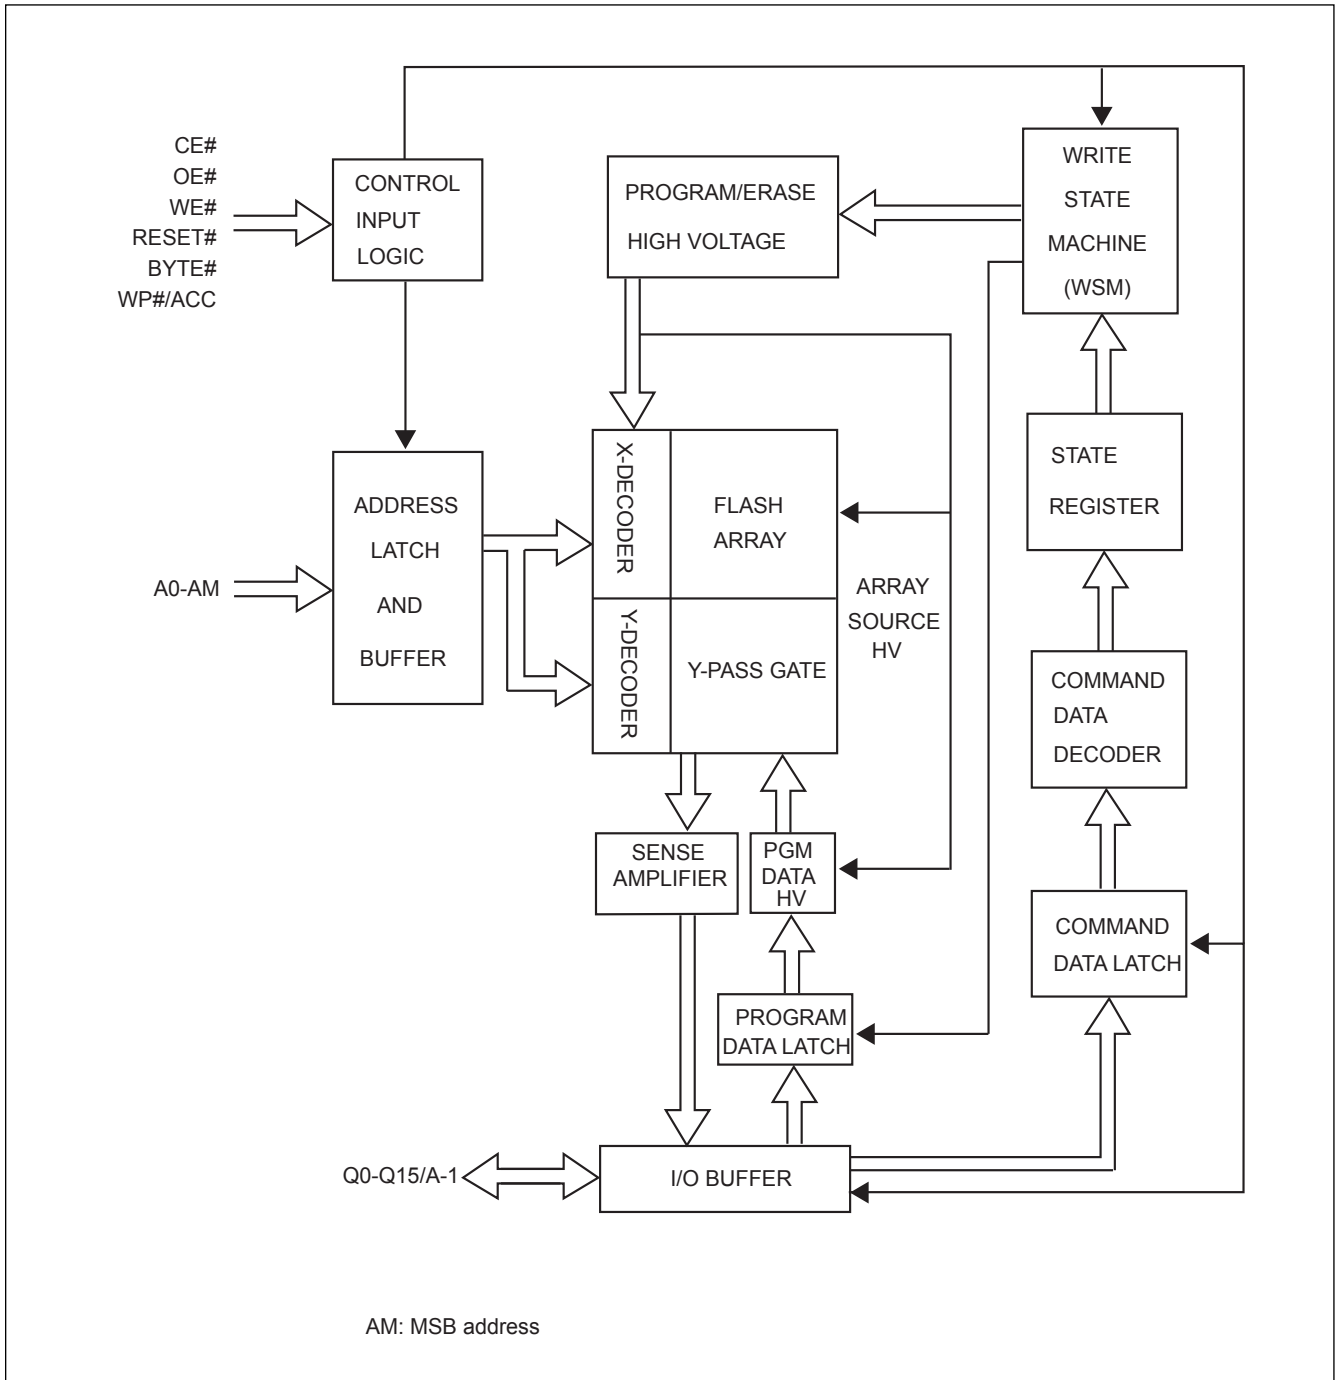 CE#
OE#
WE#
RESET#
BYTE#
WP#/ACC
CONTROL
INPUT
LOGIC
PROGRAM/ERASE
HIGH VOLTAGE
WRITE
STATE
MACHINE
(WSM)
A0-AM
ADDRESS
LATCH
AND
BUFFER
X-DECODER
FLASH
ARRAY
Y-DECODER
Y-PASS GATE
ARRAY
SOURCE
HV
STATE
REGISTER
COMMAND
DATA
DECODER
SENSE
AMPLIFIER
PGM
DATA
HV
COMMAND
DATA LATCH
PROGRAM
DATA LATCH
Q0-Q15/A-1
I/O BUFFER
AM: MSB address